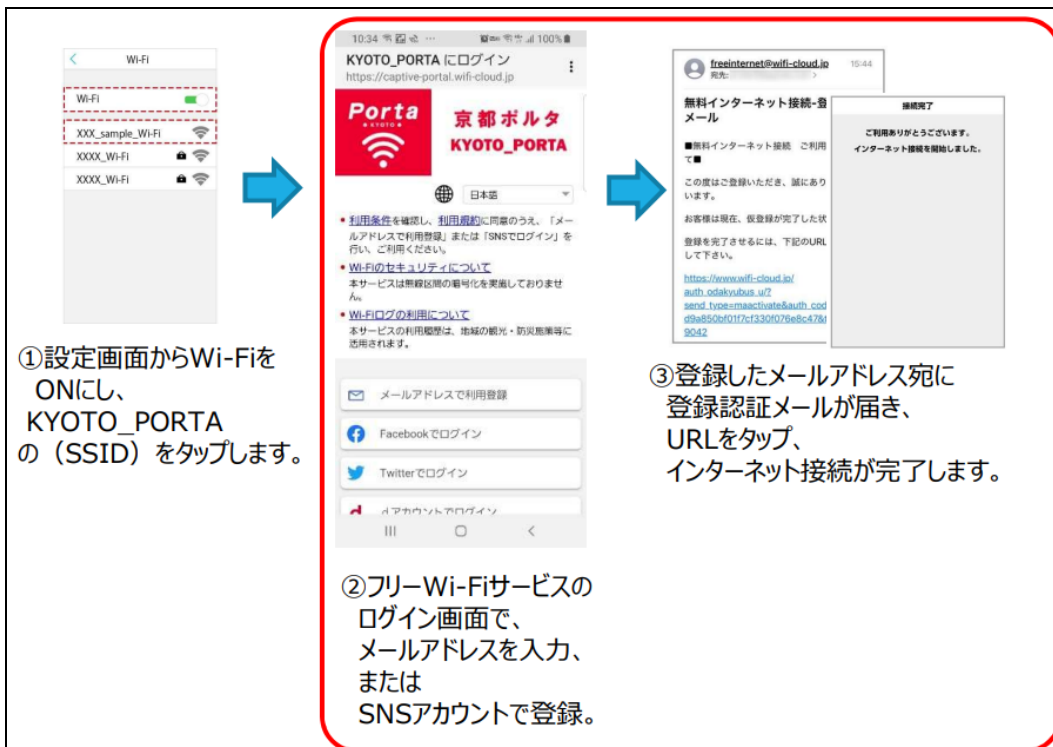 Wi-Fi
Wi-Fi
XXX_sample_Wi-Fi
XXXX_Wi-Fi
XXXX_Wi-Fi
①設定画面からWi-Fiを
ONにし、
KYOTO_PORTA
の（SSID）をタップします。
10:34
100%
KYOTO_PORTA にログイン
https://captive-portal.wifi-cloud.jp
Porta
KYOTO
京都ポルタ
KYOTO_PORTA
日本語
• 利用条件を確認し、利用規約に同意のうえ、「メー
ルアドレスで利用登録」または「SNSでログイン」を
行い、ご利用ください。
• Wi-Fiのセキュリティについて
本サービスは無線区間の暗号化を実施しておりませ
ん。
• Wi-Fiログの利用について
本サービスの利用履歴は、地域の観光・防災施策等に
活用されます。
メールアドレスで利用登録
Facebookでログイン
Twitterでログイン
dアカウントでログイン
②フリーWi-Fiサービスの
ログイン画面で、
メールアドレスを入力、
または
SNSアカウントで登録。
freeinternet@wifi-cloud.jp
15:44
宛先:
無料インターネット接続-登
メール
■無料インターネット接続 ご利用
て■
この度はご登録いただき、誠にあり
います。
お客様は現在、仮登録が完了した状
登録を完了させるには、下記のURL
して下さい。
https://www.wifi-cloud.jp/
auth_odakyubus_u/?
send_type=maactivate&auth_cod
d9a850bf01f7cf330f076e8c47&f
9042
接続完了
ご利用ありがとうございます。
インターネット接続を開始しました。
③登録したメールアドレス宛に
登録認証メールが届き、
URLをタップ、
インターネット接続が完了します。